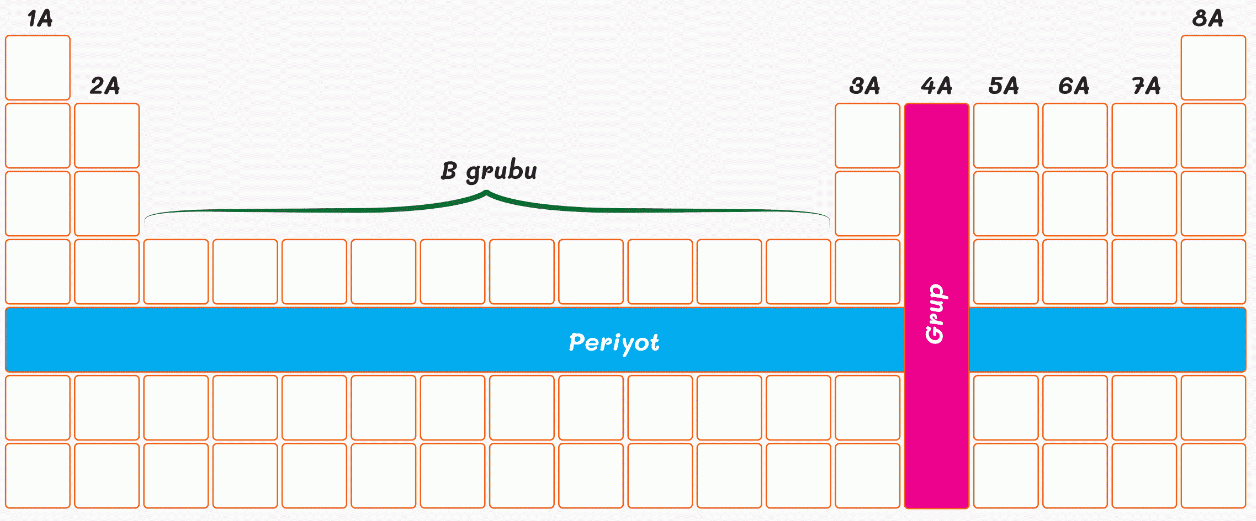 1A
8A
2A
3A
4A
5A
6A
7A
B grubu
Periyot
Grup